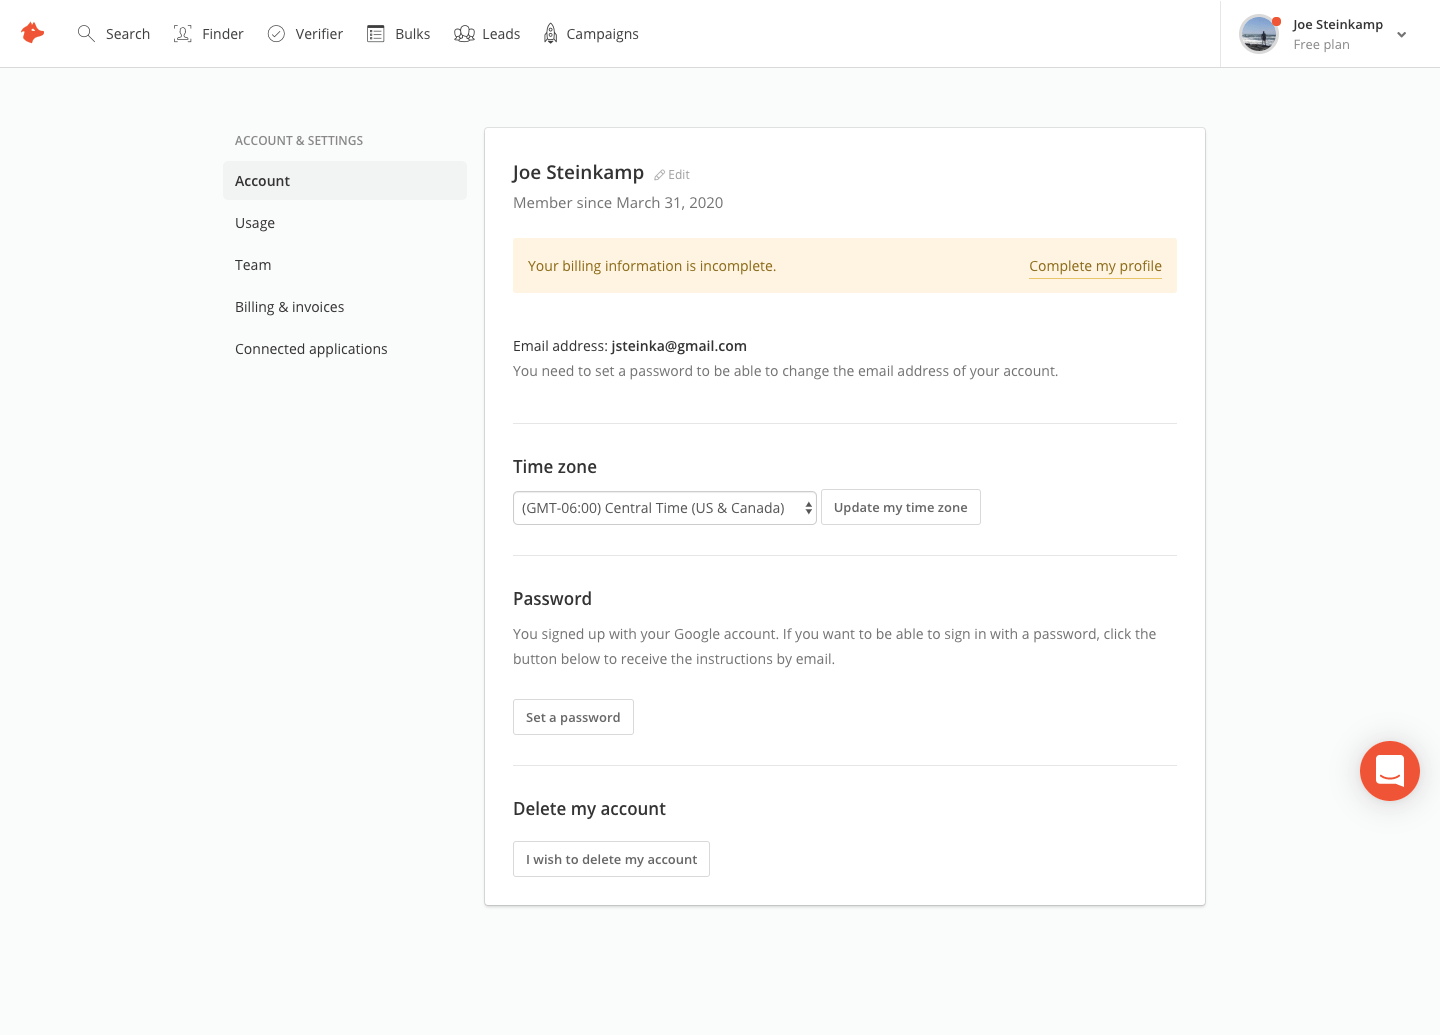 Search
Finder
Verifier
Bulks
Leads
Campaigns
Joe Steinkamp
Free plan
ACCOUNT & SETTINGS
Account
Usage
Team
Billing & invoices
Connected applications
Joe Steinkamp Edit
Member since March 31, 2020
Your billing information is incomplete. Complete my profile
Email address: jsteinka@gmail.com
You need to set a password to be able to change the email address of your account.
Time zone
(GMT-06:00) Central Time (US & Canada) Update my time zone
Password
You signed up with your Google account. If you want to be able to sign in with a password, click the
button below to receive the instructions by email.
Set a password
Delete my account
I wish to delete my account